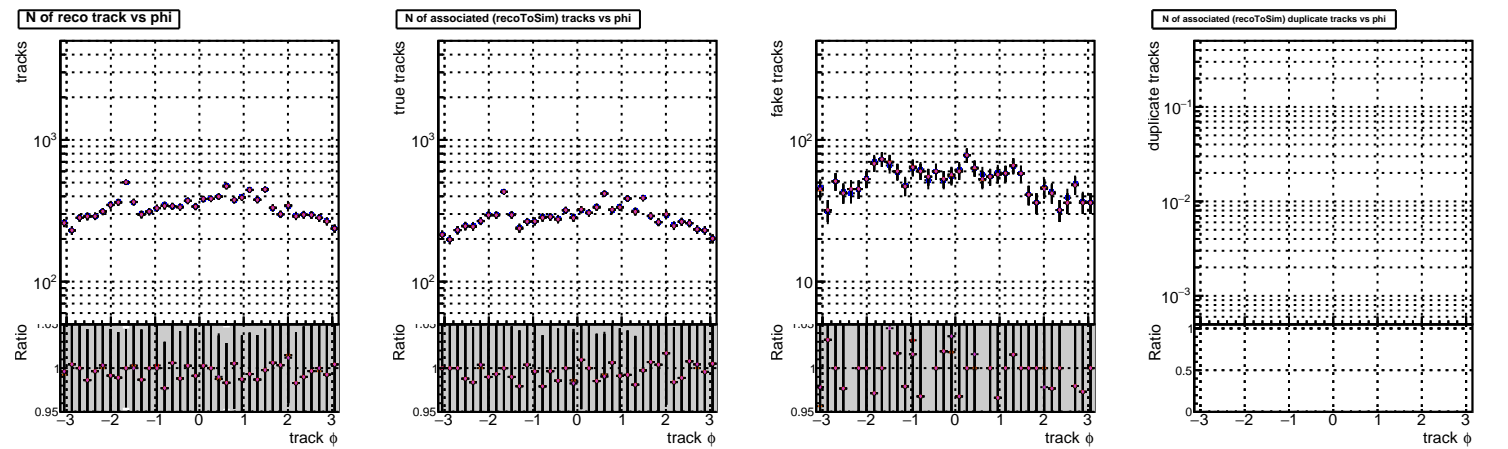 N of reco track vs phi
tracks
10³
10²
Ratio
1
0.95
−3 −2 −1 0 1 2 3
track ϕ
N of associated (recoToSim) tracks vs phi
true tracks
10³
10²
Ratio
1
0.95
−3 −2 −1 0 1 2 3
track ϕ
fake tracks
10²
10
Ratio
1
0.95
−3 −2 −1 0 1 2 3
track ϕ
N of associated (recoToSim) duplicate tracks vs phi
duplicate tracks
10⁻¹
10⁻²
10⁻³
Ratio
1
0.5
0
−3 −2 −1 0 1 2 3
track ϕ